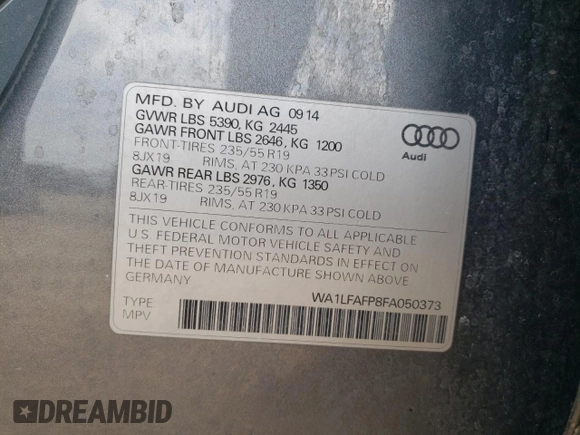 MFD. BY AUDI AG 09 14
GVWR LBS 5390, KG 2445
GAWR FRONT LBS 2646, KG 1200
FRONT-TIRES 235/55 R19
8JX19 RIMS, AT 230 KPA 33 PSI COLD
GAWR REAR LBS 2976, KG 1350
REAR-TIRES 235/55 R19
8JX19 RIMS, AT 230 KPA 33 PSI COLD
THIS VEHICLE CONFORMS TO ALL APPLICABLE
U.S. FEDERAL MOTOR VEHICLE SAFETY AND
THEFT PREVENTION STANDARDS IN EFFECT ON
THE DATE OF MANUFACTURE SHOWN ABOVE
GERMANY
Audi
WA1LFAFP8FA050373
TYPE
MPV
DREAMBID